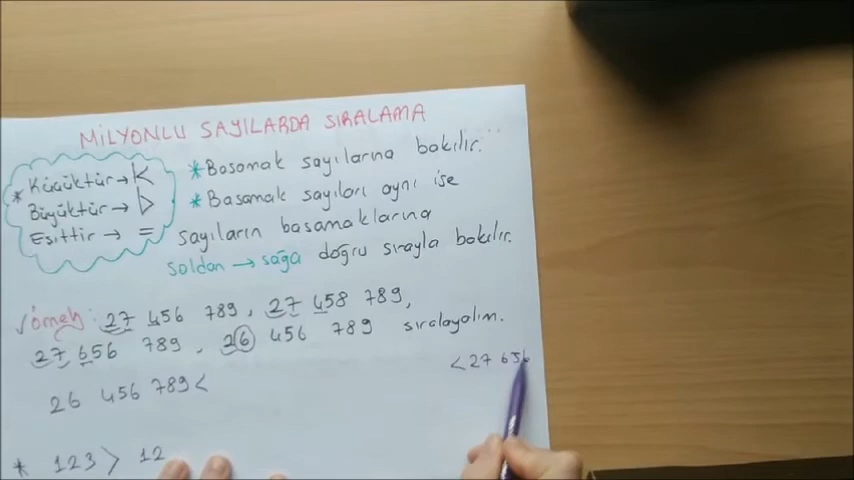 MİLYONLU SAYILARDA SIRALAMA
* Küçüktür → <
Büyüktür → >
Eşittir → =
* Basamak sayılarına bakılır.
* Basamak sayıları aynı ise
sayıların basamaklarına
soldan → sağa doğru sırayla bakılır.
örnek: 27 456 789, 27 458 789,
27 656 789, 26 456 789 sıralayalım.
26 456 789 < < 27 656
* 123 > 12